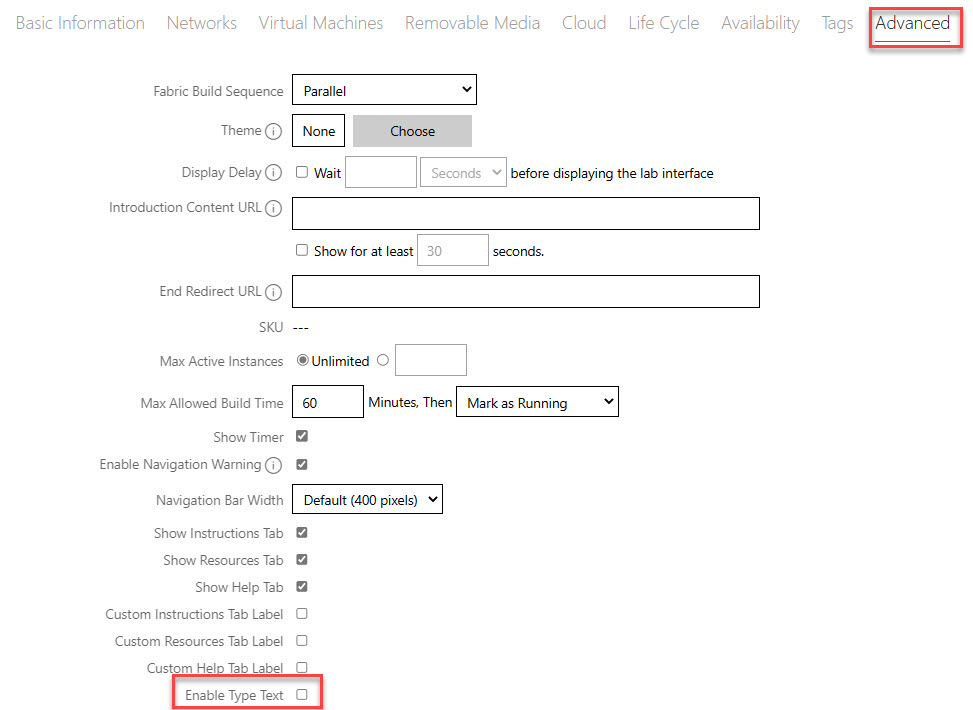 Basic Information Networks Virtual Machines Removable Media Cloud Life Cycle Availability Tags Advanced
Fabric Build Sequence Parallel
Theme i None Choose
Display Delay i Wait Seconds before displaying the lab interface
Introduction Content URL i
Show for at least 30 seconds.
End Redirect URL i
SKU ---
Max Active Instances Unlimited
Max Allowed Build Time 60 Minutes, Then Mark as Running
Show Timer
Enable Navigation Warning i
Navigation Bar Width Default (400 pixels)
Show Instructions Tab
Show Resources Tab
Show Help Tab
Custom Instructions Tab Label
Custom Resources Tab Label
Custom Help Tab Label
Enable Type Text